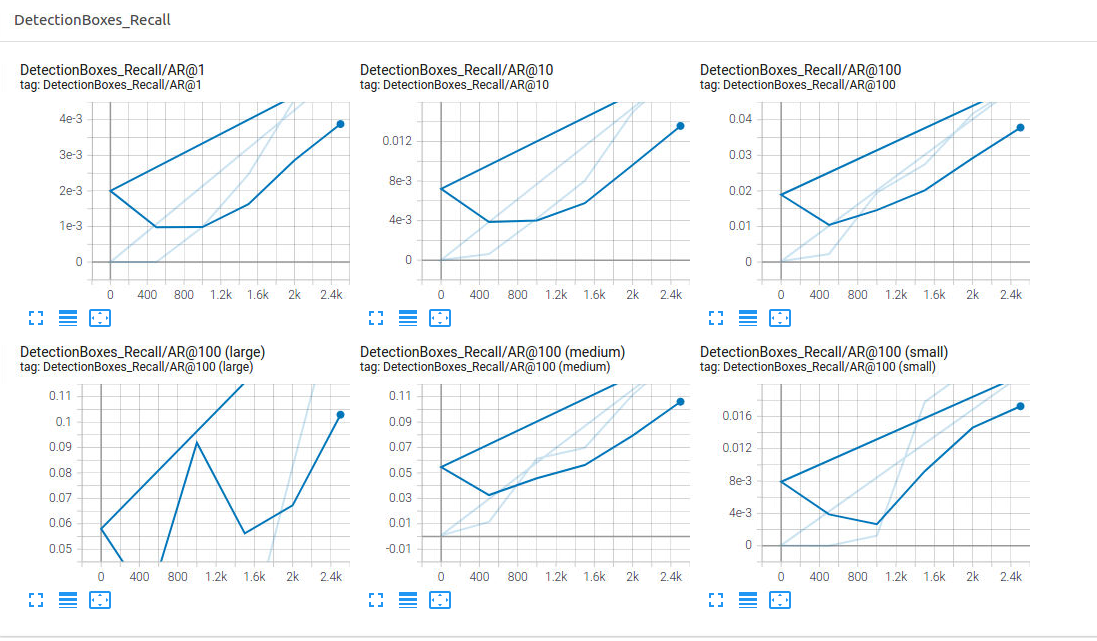 DetectionBoxes_Recall
DetectionBoxes_Recall/AR@1
tag: DetectionBoxes_Recall/AR@1
4e-3
3e-3
2e-3
1e-3
0
0 400 800 1.2k 1.6k 2k 2.4k
DetectionBoxes_Recall/AR@10
tag: DetectionBoxes_Recall/AR@10
0.012
8e-3
4e-3
0
0 400 800 1.2k 1.6k 2k 2.4k
DetectionBoxes_Recall/AR@100
tag: DetectionBoxes_Recall/AR@100
0.04
0.03
0.02
0.01
0
0 400 800 1.2k 1.6k 2k 2.4k
DetectionBoxes_Recall/AR@100 (large)
tag: DetectionBoxes_Recall/AR@100 (large)
0.11
0.1
0.09
0.08
0.07
0.06
0.05
0 400 800 1.2k 1.6k 2k 2.4k
DetectionBoxes_Recall/AR@100 (medium)
tag: DetectionBoxes_Recall/AR@100 (medium)
0.11
0.09
0.07
0.05
0.03
0.01
-0.01
0 400 800 1.2k 1.6k 2k 2.4k
DetectionBoxes_Recall/AR@100 (small)
tag: DetectionBoxes_Recall/AR@100 (small)
0.016
0.012
8e-3
4e-3
0
0 400 800 1.2k 1.6k 2k 2.4k